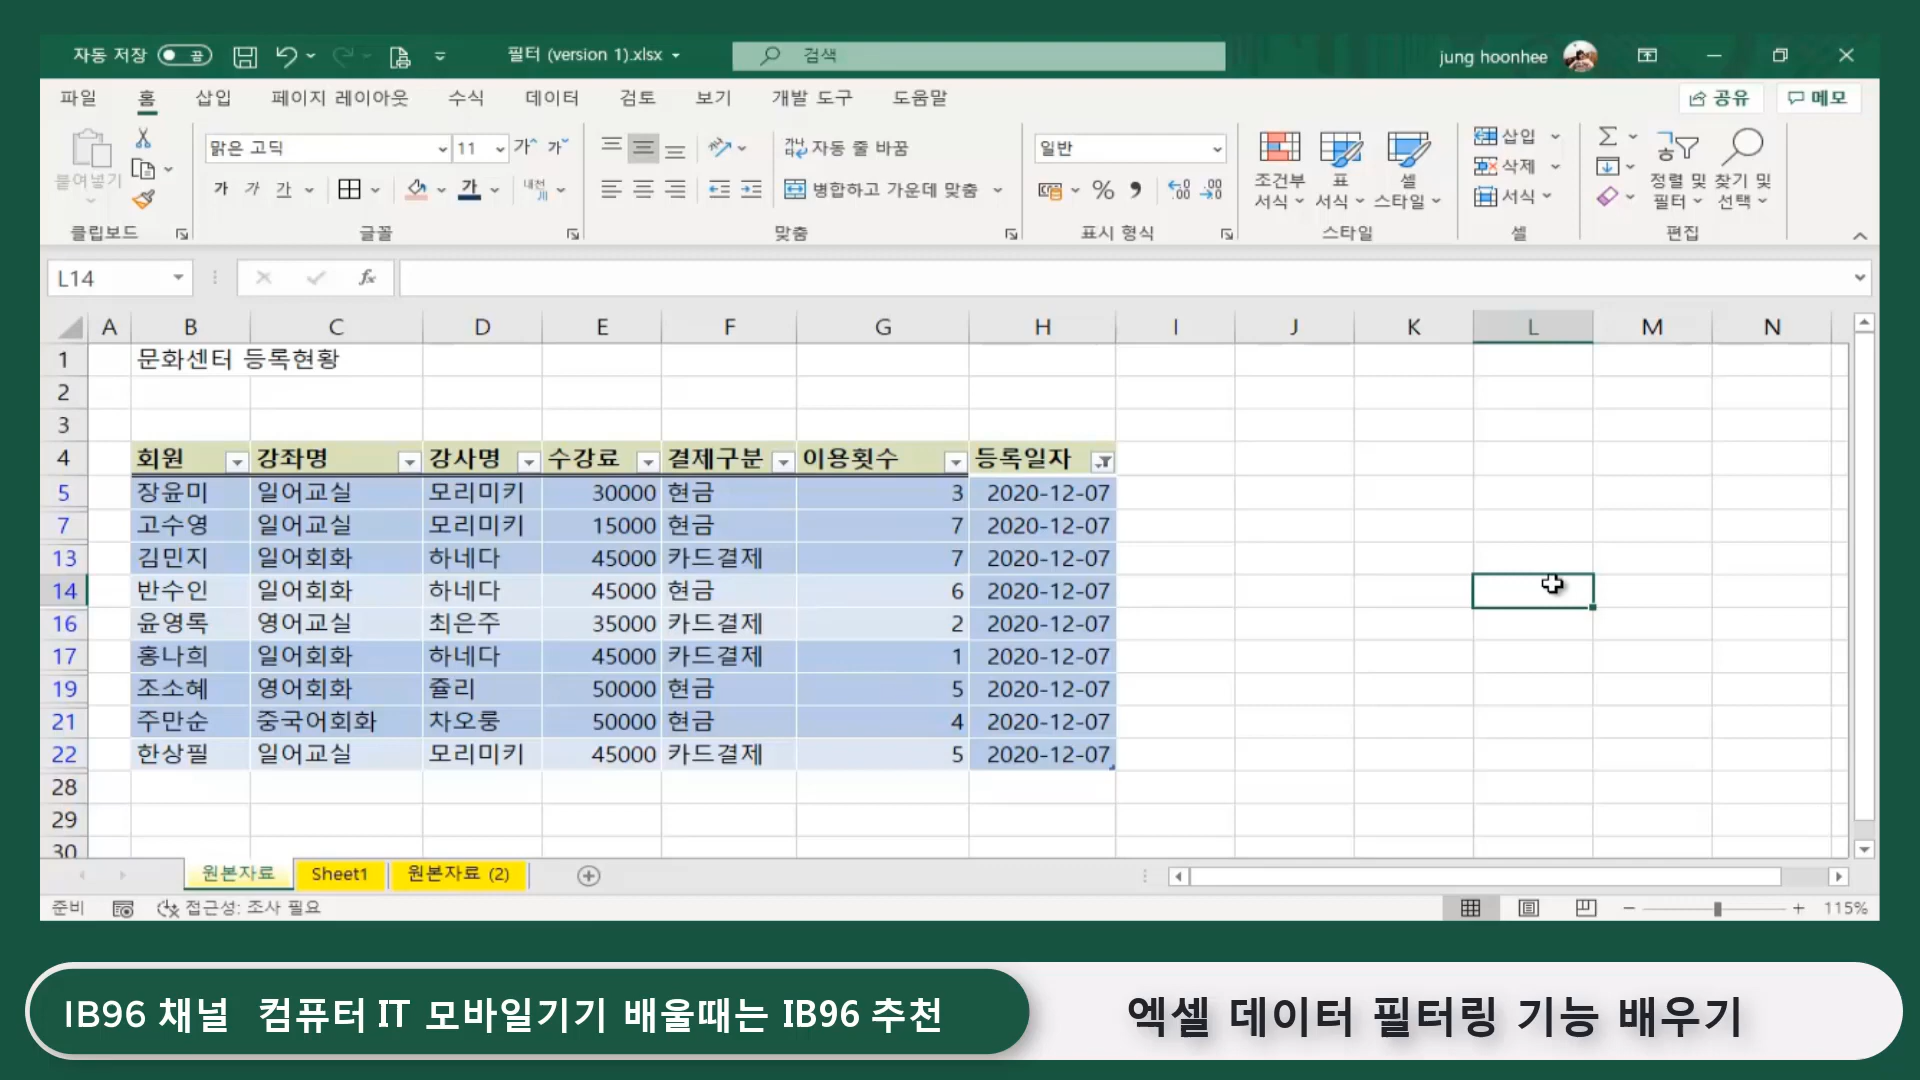 자동 저장 끔 필터 (version 1).xlsx 검색 jung hoonhee
파일 홈 삽입 페이지 레이아웃 수식 데이터 검토 보기 개발 도구 도움말 공유 메모
붙여넣기 맑은 고딕 11 가 가 자동 줄 바꿈 일반 조건부 서식 표 서식 셀 스타일 삽입 정렬 및 필터 찾기 및 선택
가 가 가 가 내천 병합하고 가운데 맞춤 % 삭제
서식
클립보드 글꼴 맞춤 표시 형식 스타일 셀 편집
L14 fx
A B C D E F G H I J K L M N
1 문화센터 등록현황
2
3
4 회원 강좌명 강사명 수강료 결제구분 이용횟수 등록일자
5 장윤미 일어교실 모리미키 30000 현금 3 2020-12-07
7 고수영 일어교실 모리미키 15000 현금 7 2020-12-07
13 김민지 일어회화 하네다 45000 카드결제 7 2020-12-07
14 반수인 일어회화 하네다 45000 현금 6 2020-12-07
16 윤영록 영어교실 최은주 35000 카드결제 2 2020-12-07
17 홍나희 일어회화 하네다 45000 카드결제 1 2020-12-07
19 조소혜 영어회화 쥴리 50000 현금 5 2020-12-07
21 주만순 중국어회화 차오룽 50000 현금 4 2020-12-07
22 한상필 일어교실 모리미키 45000 카드결제 5 2020-12-07
28
29
30
원본자료 Sheet1 원본자료 (2)
준비 접근성: 조사 필요 115%
IB96 채널 컴퓨터 IT 모바일기기 배울때는 IB96 추천
엑셀 데이터 필터링 기능 배우기